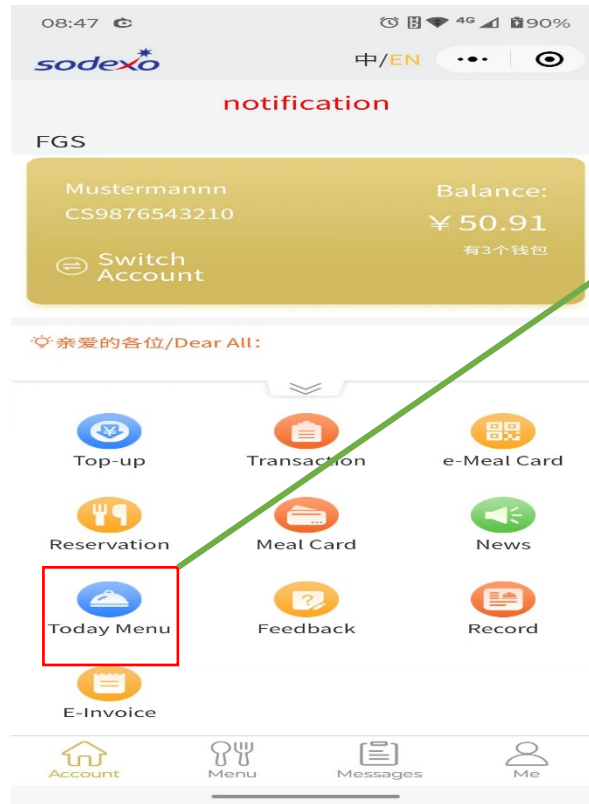 08:47
4G
90%
sodexo
中/EN
notification
FGS
Mustermannn
CS9876543210
Balance:
¥ 50.91
有3个钱包
Switch
Account
亲爱的各位/Dear All:
Top-up
Transaction
e-Meal Card
Reservation
Meal Card
News
Today Menu
Feedback
Record
E-Invoice
Account
Menu
Messages
Me